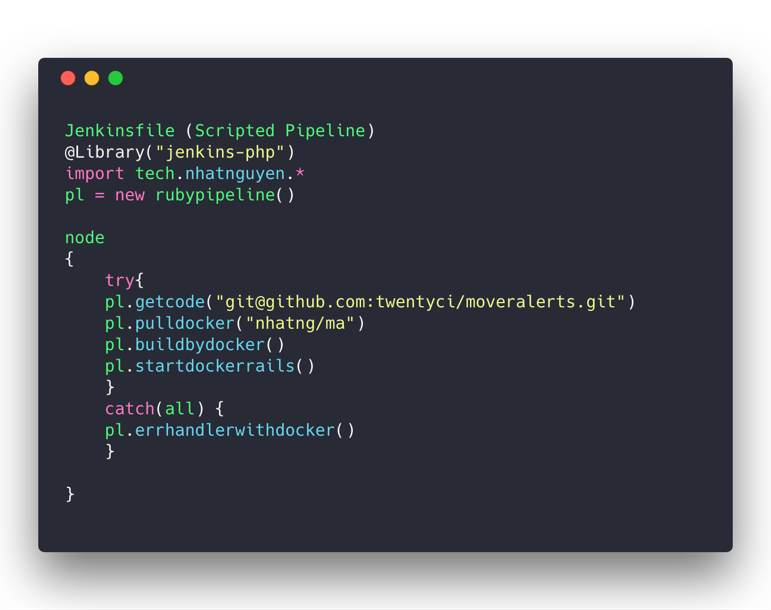 Jenkinsfile (Scripted Pipeline)
@Library("jenkins-php")
import tech.nhatnguyen.*
pl = new rubypipeline()
node
{
try{
pl.getcode("git@github.com:twentyci/moveralerts.git")
pl.pulldocker("nhatng/ma")
pl.buildbydocker()
pl.startdockerrails()
}
catch(all) {
pl.errhandlerwithdocker()
}
}